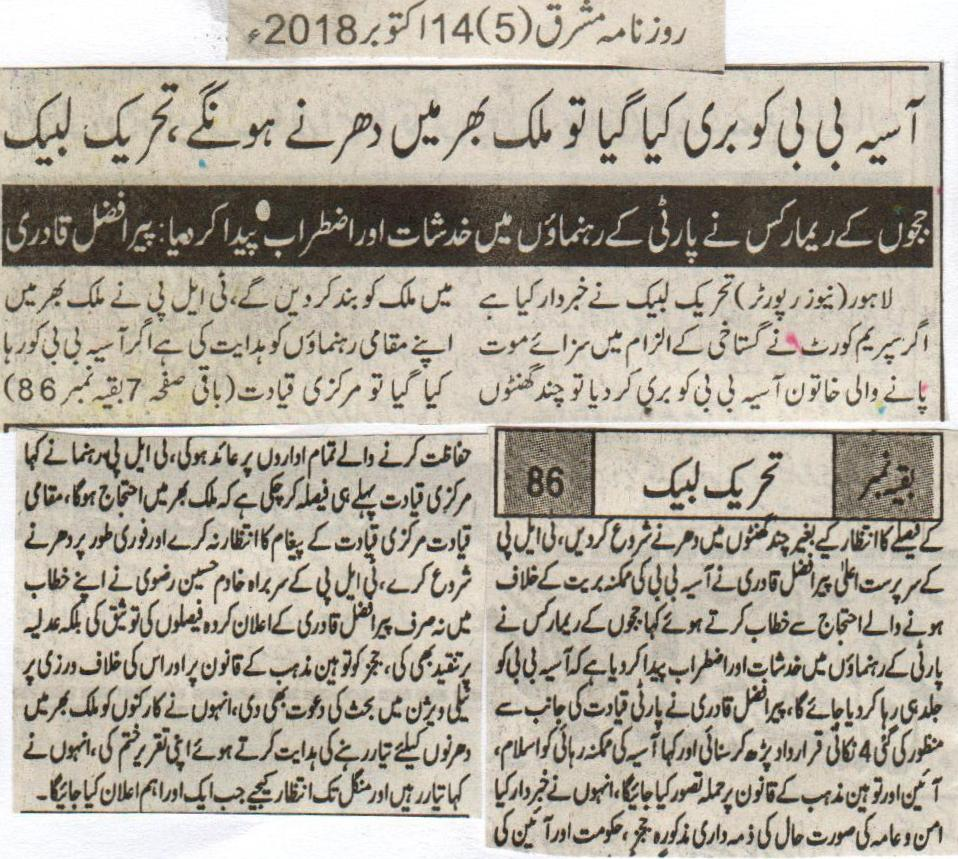 روزنامہ مشرق (5) 14 اکتوبر 2018ء
آسیہ بی بی کو بری کیا گیا تو ملک بھر میں دھرنے ہونگے، تحریک لبیک
ججوں کے ریمارکس نے پارٹی کے رہنماؤں میں خدشات اور اضطراب پیدا کر دیا: پیر افضل قادری
لاہور (نیوز رپورٹر) تحریک لبیک نے خبردار کیا ہے
اگر سپریم کورٹ نے گستاخی کے الزام میں سزائے موت
پانے والی خاتون آسیہ بی بی کو بری کر دیا تو چند گھنٹوں
میں ملک کو بند کر دیں گے، ٹی ایل پی نے ملک بھر میں
اپنے مقامی رہنماؤں کو ہدایت کی ہے اگر آسیہ بی بی کو رہا
کیا گیا تو مرکزی قیادت (باقی صفحہ 7 بقیہ نمبر 86)
بقیہ نمبر 86 تحریک لبیک
کے فیصلے کا انتظار کیے بغیر چند گھنٹوں میں دھرنے شروع کر دیں، ٹی ایل پی
کے سرپرست اعلیٰ پیر افضل قادری نے آسیہ بی بی کی ممکنہ بریت کے خلاف
ہونے والے احتجاج سے خطاب کرتے ہوئے کہا ججوں کے ریمارکس نے
پارٹی کے رہنماؤں میں خدشات اور اضطراب پیدا کر دیا ہے کہ آسیہ بی بی کو
جلد ہی رہا کر دیا جائے گا، پیر افضل قادری نے پارٹی قیادت کی جانب سے
منظور کی گئی 4 نکاتی قرارداد پڑھ کر سنائی اور کہا آسیہ کی ممکنہ رہائی کو اسلام،
آئین اور توہین مذہب کے قانون پر حملہ تصور کیا جائیگا، انہوں نے خبردار کیا
امن و عامہ کی صورت حال کی ذمہ داری مذکورہ ججز، حکومت اور آئین کی
حفاظت کرنے والے تمام اداروں پر عائد ہوگی، ٹی ایل پی رہنما نے کہا
مرکزی قیادت پہلے ہی فیصلہ کر چکی ہے کہ ملک بھر میں احتجاج ہوگا، مقامی
قیادت مرکزی قیادت کے پیغام کا انتظار نہ کرے اور فوری طور پر دھرنے
شروع کرے، ٹی ایل پی کے سربراہ خادم حسین رضوی نے اپنے خطاب
میں نہ صرف پیر افضل قادری کے اعلان کردہ فیصلوں کی توثیق کی بلکہ عدلیہ
پر تنقید بھی کی، ججز کو توہین مذہب کے قانون پر اور اس کی خلاف ورزی پر
ٹیلی ویژن میں بحث کی دعوت بھی دی، انہوں نے کارکنوں کو ملک بھر میں
دھرنوں کیلئے تیار رہنے کی ہدایت کرتے ہوئے اپنی تقریر ختم کی، انہوں نے
کہا تیار رہیں اور منگل تک انتظار کیجیے جب ایک اور اہم اعلان کیا جائیگا۔